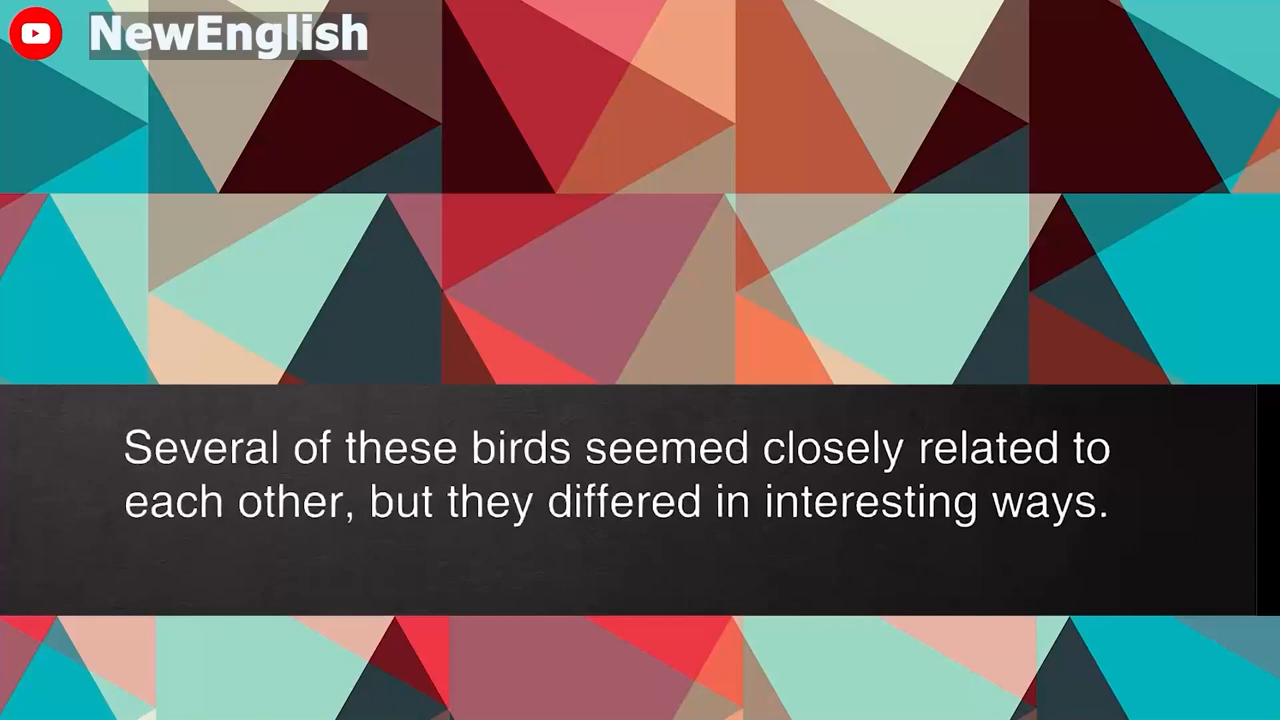 NewEnglish
Several of these birds seemed closely related to
each other, but they differed in interesting ways.